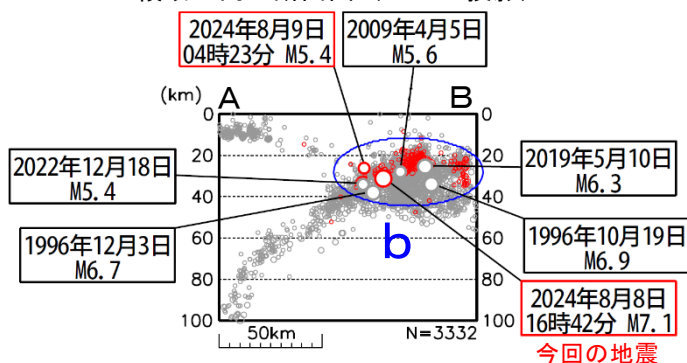 2024年8月9日
04時23分 M5.4
2009年4月5日
M5.6
(km)
A
B
0
0
20
20
2022年12月18日
M5.4
2019年5月10日
M6.3
40
40
1996年12月3日
M6.7
b
1996年10月19日
M6.9
60
60
80
80
2024年8月8日
16時42分 M7.1
100
100
50km
N=3332
今回の地震